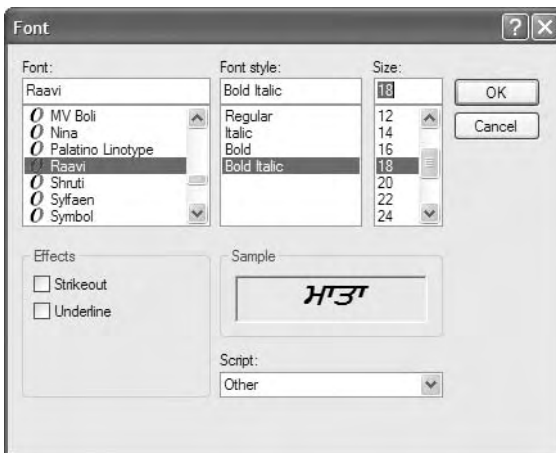 Font
Font:
Font style:
Size:
Raavi
Bold Italic
18
OK
Cancel
MV Boli
Nina
Palatino Linotype
Raavi
Shruti
Sylfaen
Symbol
Regular
Italic
Bold
Bold Italic
12
14
16
18
20
22
24
Effects
Strikeout
Underline
Sample
ਮਾਤਾ
Script:
Other